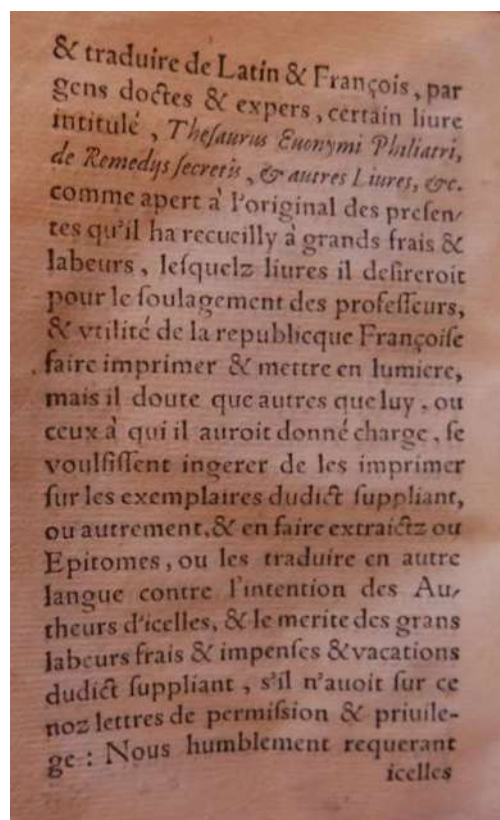 & traduire de Latin & François, par
gens doctes & expers, certain liure
intitulé, Theſaurus Euonymi Philiatri,
de Remedys ſecretis, & autres Liures, &c.
comme apert à l'original des preſen-
tes qu'il ha recueilly à grands frais &
labeurs, leſquelz liures il deſireroit
pour le ſoulagement des profeſſeurs,
& vtilité de la republicque Françoiſe
faire imprimer & mettre en lumiere,
mais il doute que autres que luy, ou
ceux à qui il auroit donné charge, ſe
voulſiſſent ingerer de les imprimer
ſur les exemplaires dudict ſuppliant,
ou autrement, & en faire extraictz ou
Epitomes, ou les traduire en autre
langue contre l'intention des Au-
theurs d'icelles, & le merite des grans
labeurs frais & impenſes & vacations
dudict ſuppliant, s'il n'auoit ſur ce
noz lettres de permiſsion & priuile-
ge : Nous humblement requerant
icelles